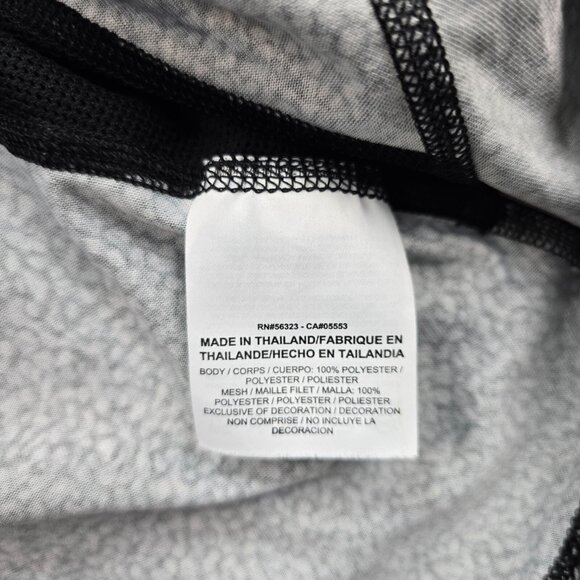 RN#56323 - CA#05553
MADE IN THAILAND/FABRIQUE EN
THAILANDE/HECHO EN TAILANDIA
BODY / CORPS / CUERPO: 100% POLYESTER /
POLYESTER / POLIESTER
MESH / MAILLE FILET / MALLA: 100%
POLYESTER / POLYESTER / POLIESTER
EXCLUSIVE OF DECORATION / DECORATION
NON COMPRISE / NO INCLUYE LA
DECORACION